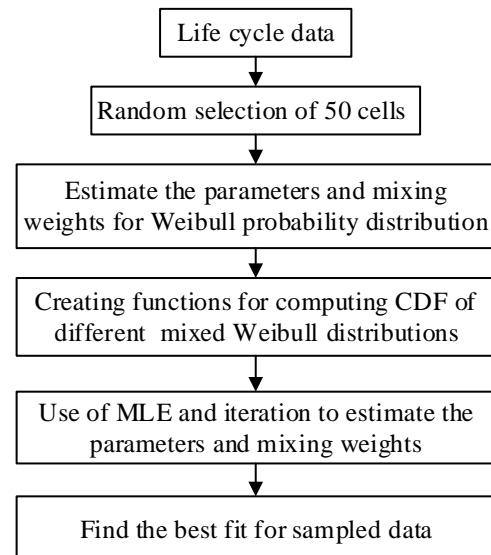 Life cycle data
Random selection of 50 cells
Estimate the parameters and mixing
weights for Weibull probability distribution
Creating functions for computing CDF of
different mixed Weibull distributions
Use of MLE and iteration to estimate the
parameters and mixing weights
Find the best fit for sampled data